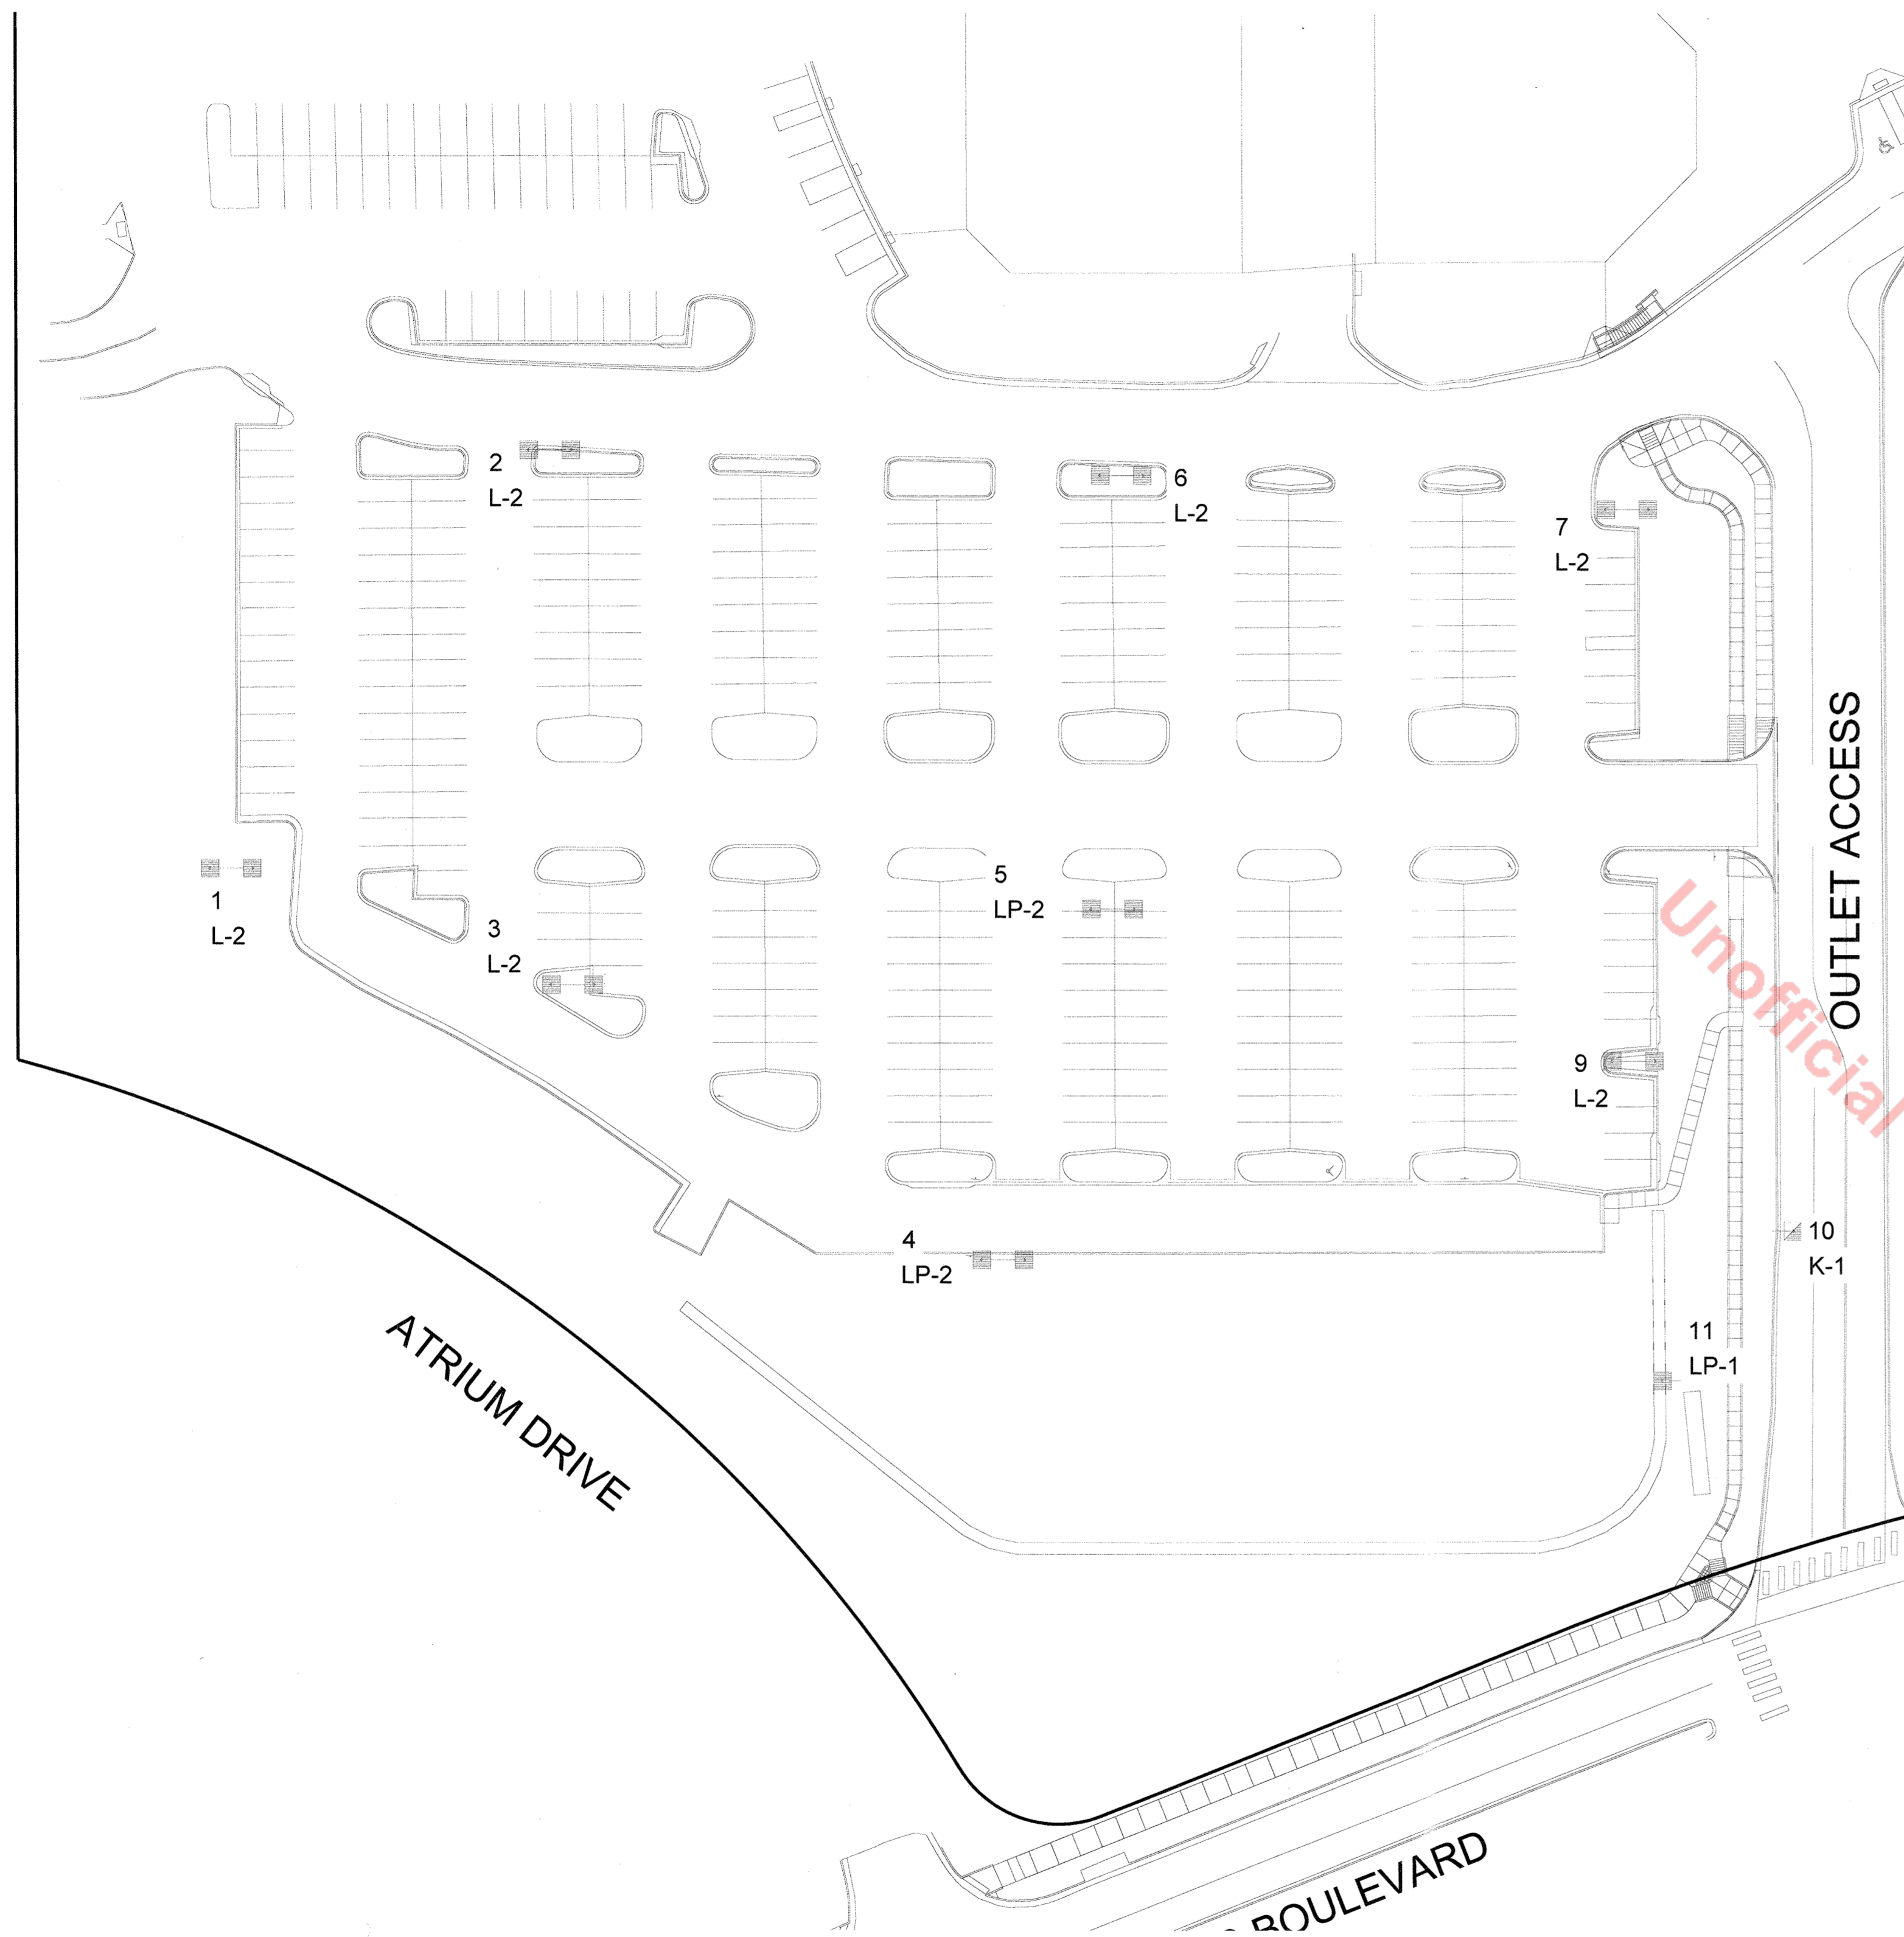 2
L-2
6
L-2
7
L-2
1
L-2
3
L-2
5
LP-2
OUTLET ACCESS
Unofficial
9
L-2
4
LP-2
10
K-1
11
LP-1
ATRIUM DRIVE
BOULEVARD